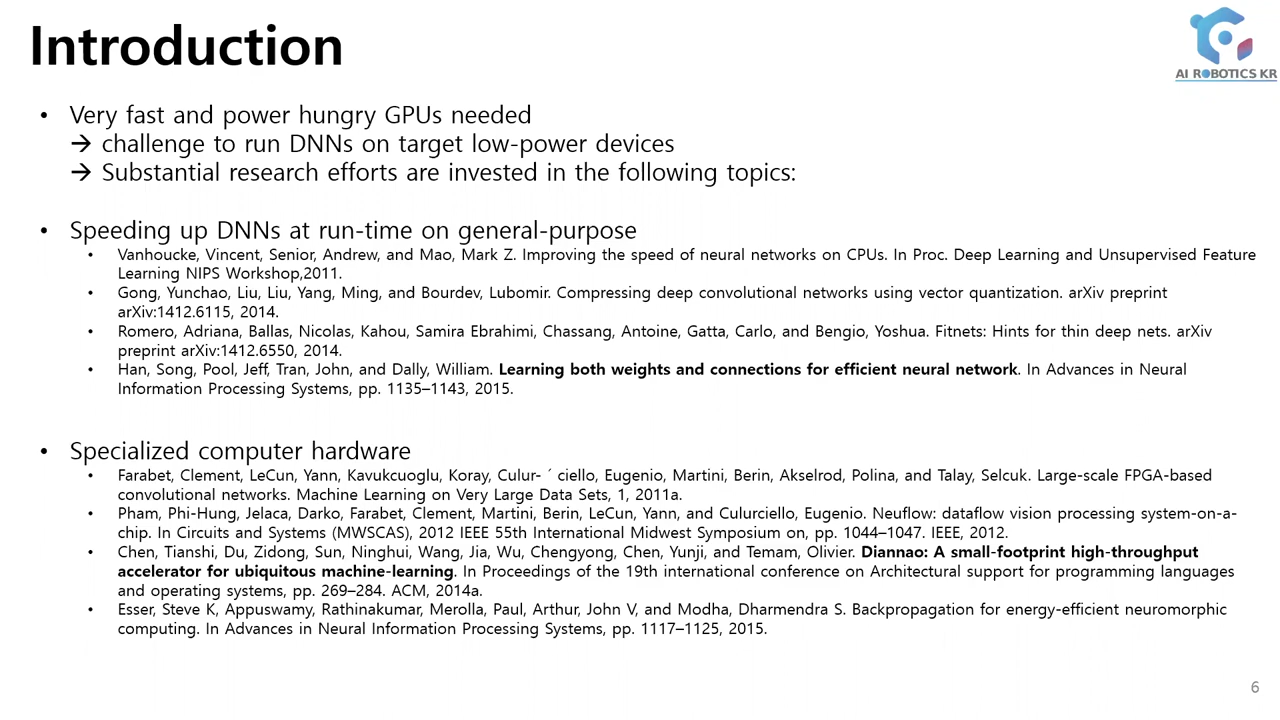 Introduction
AI ROBOTICS KR
• Very fast and power hungry GPUs needed
→ challenge to run DNNs on target low-power devices
→ Substantial research efforts are invested in the following topics:
• Speeding up DNNs at run-time on general-purpose
• Vanhoucke, Vincent, Senior, Andrew, and Mao, Mark Z. Improving the speed of neural networks on CPUs. In Proc. Deep Learning and Unsupervised Feature
Learning NIPS Workshop,2011.
• Gong, Yunchao, Liu, Liu, Yang, Ming, and Bourdev, Lubomir. Compressing deep convolutional networks using vector quantization. arXiv preprint
arXiv:1412.6115, 2014.
• Romero, Adriana, Ballas, Nicolas, Kahou, Samira Ebrahimi, Chassang, Antoine, Gatta, Carlo, and Bengio, Yoshua. Fitnets: Hints for thin deep nets. arXiv
preprint arXiv:1412.6550, 2014.
• Han, Song, Pool, Jeff, Tran, John, and Dally, William. Learning both weights and connections for efficient neural network. In Advances in Neural
Information Processing Systems, pp. 1135–1143, 2015.
• Specialized computer hardware
• Farabet, Clement, LeCun, Yann, Kavukcuoglu, Koray, Culur- ´ ciello, Eugenio, Martini, Berin, Akselrod, Polina, and Talay, Selcuk. Large-scale FPGA-based
convolutional networks. Machine Learning on Very Large Data Sets, 1, 2011a.
• Pham, Phi-Hung, Jelaca, Darko, Farabet, Clement, Martini, Berin, LeCun, Yann, and Culurciello, Eugenio. Neuflow: dataflow vision processing system-on-a-
chip. In Circuits and Systems (MWSCAS), 2012 IEEE 55th International Midwest Symposium on, pp. 1044–1047. IEEE, 2012.
• Chen, Tianshi, Du, Zidong, Sun, Ninghui, Wang, Jia, Wu, Chengyong, Chen, Yunji, and Temam, Olivier. Diannao: A small-footprint high-throughput
accelerator for ubiquitous machine-learning. In Proceedings of the 19th international conference on Architectural support for programming languages
and operating systems, pp. 269–284. ACM, 2014a.
• Esser, Steve K, Appuswamy, Rathinakumar, Merolla, Paul, Arthur, John V, and Modha, Dharmendra S. Backpropagation for energy-efficient neuromorphic
computing. In Advances in Neural Information Processing Systems, pp. 1117–1125, 2015.
6